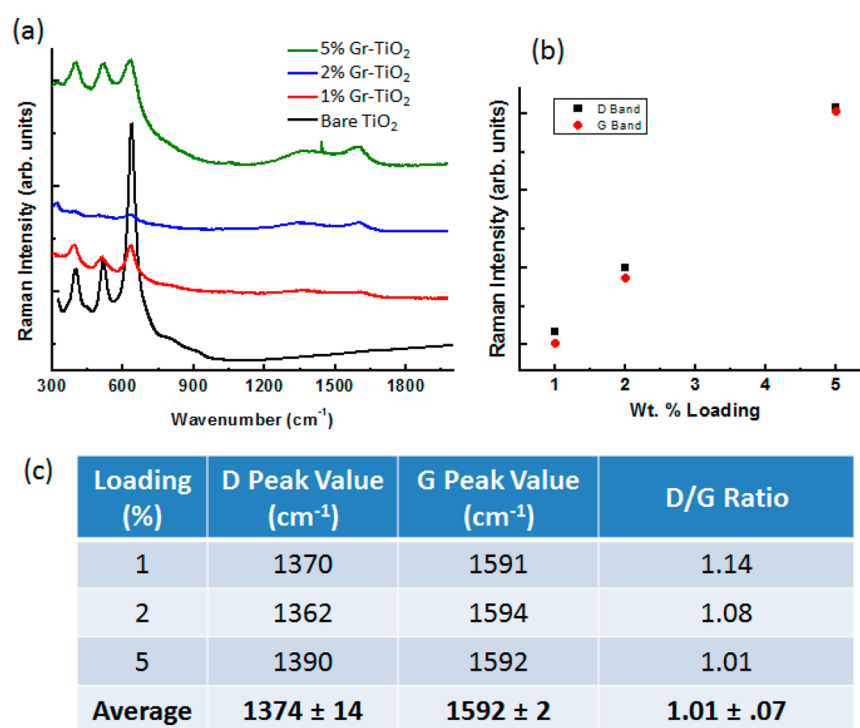 (a)
5% Gr-TiO₂
2% Gr-TiO₂
1% Gr-TiO₂
Bare TiO₂
Raman Intensity (arb. units)
300 600 900 1200 1500 1800
Wavenumber (cm⁻¹)
(b)
D Band
G Band
Raman Intensity (arb. units)
1 2 3 4 5
Wt. % Loading
(c)
Loading (%) D Peak Value (cm⁻¹) G Peak Value (cm⁻¹) D/G Ratio
1 1370 1591 1.14
2 1362 1594 1.08
5 1390 1592 1.01
Average 1374 ± 14 1592 ± 2 1.01 ± .07